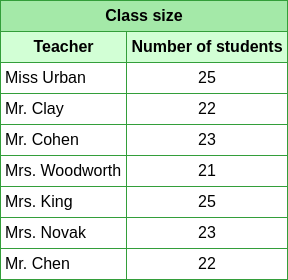 Class size
Teacher Number of students
Miss Urban 25
Mr. Clay 22
Mr. Cohen 23
Mrs. Woodworth 21
Mrs. King 25
Mrs. Novak 23
Mr. Chen 22